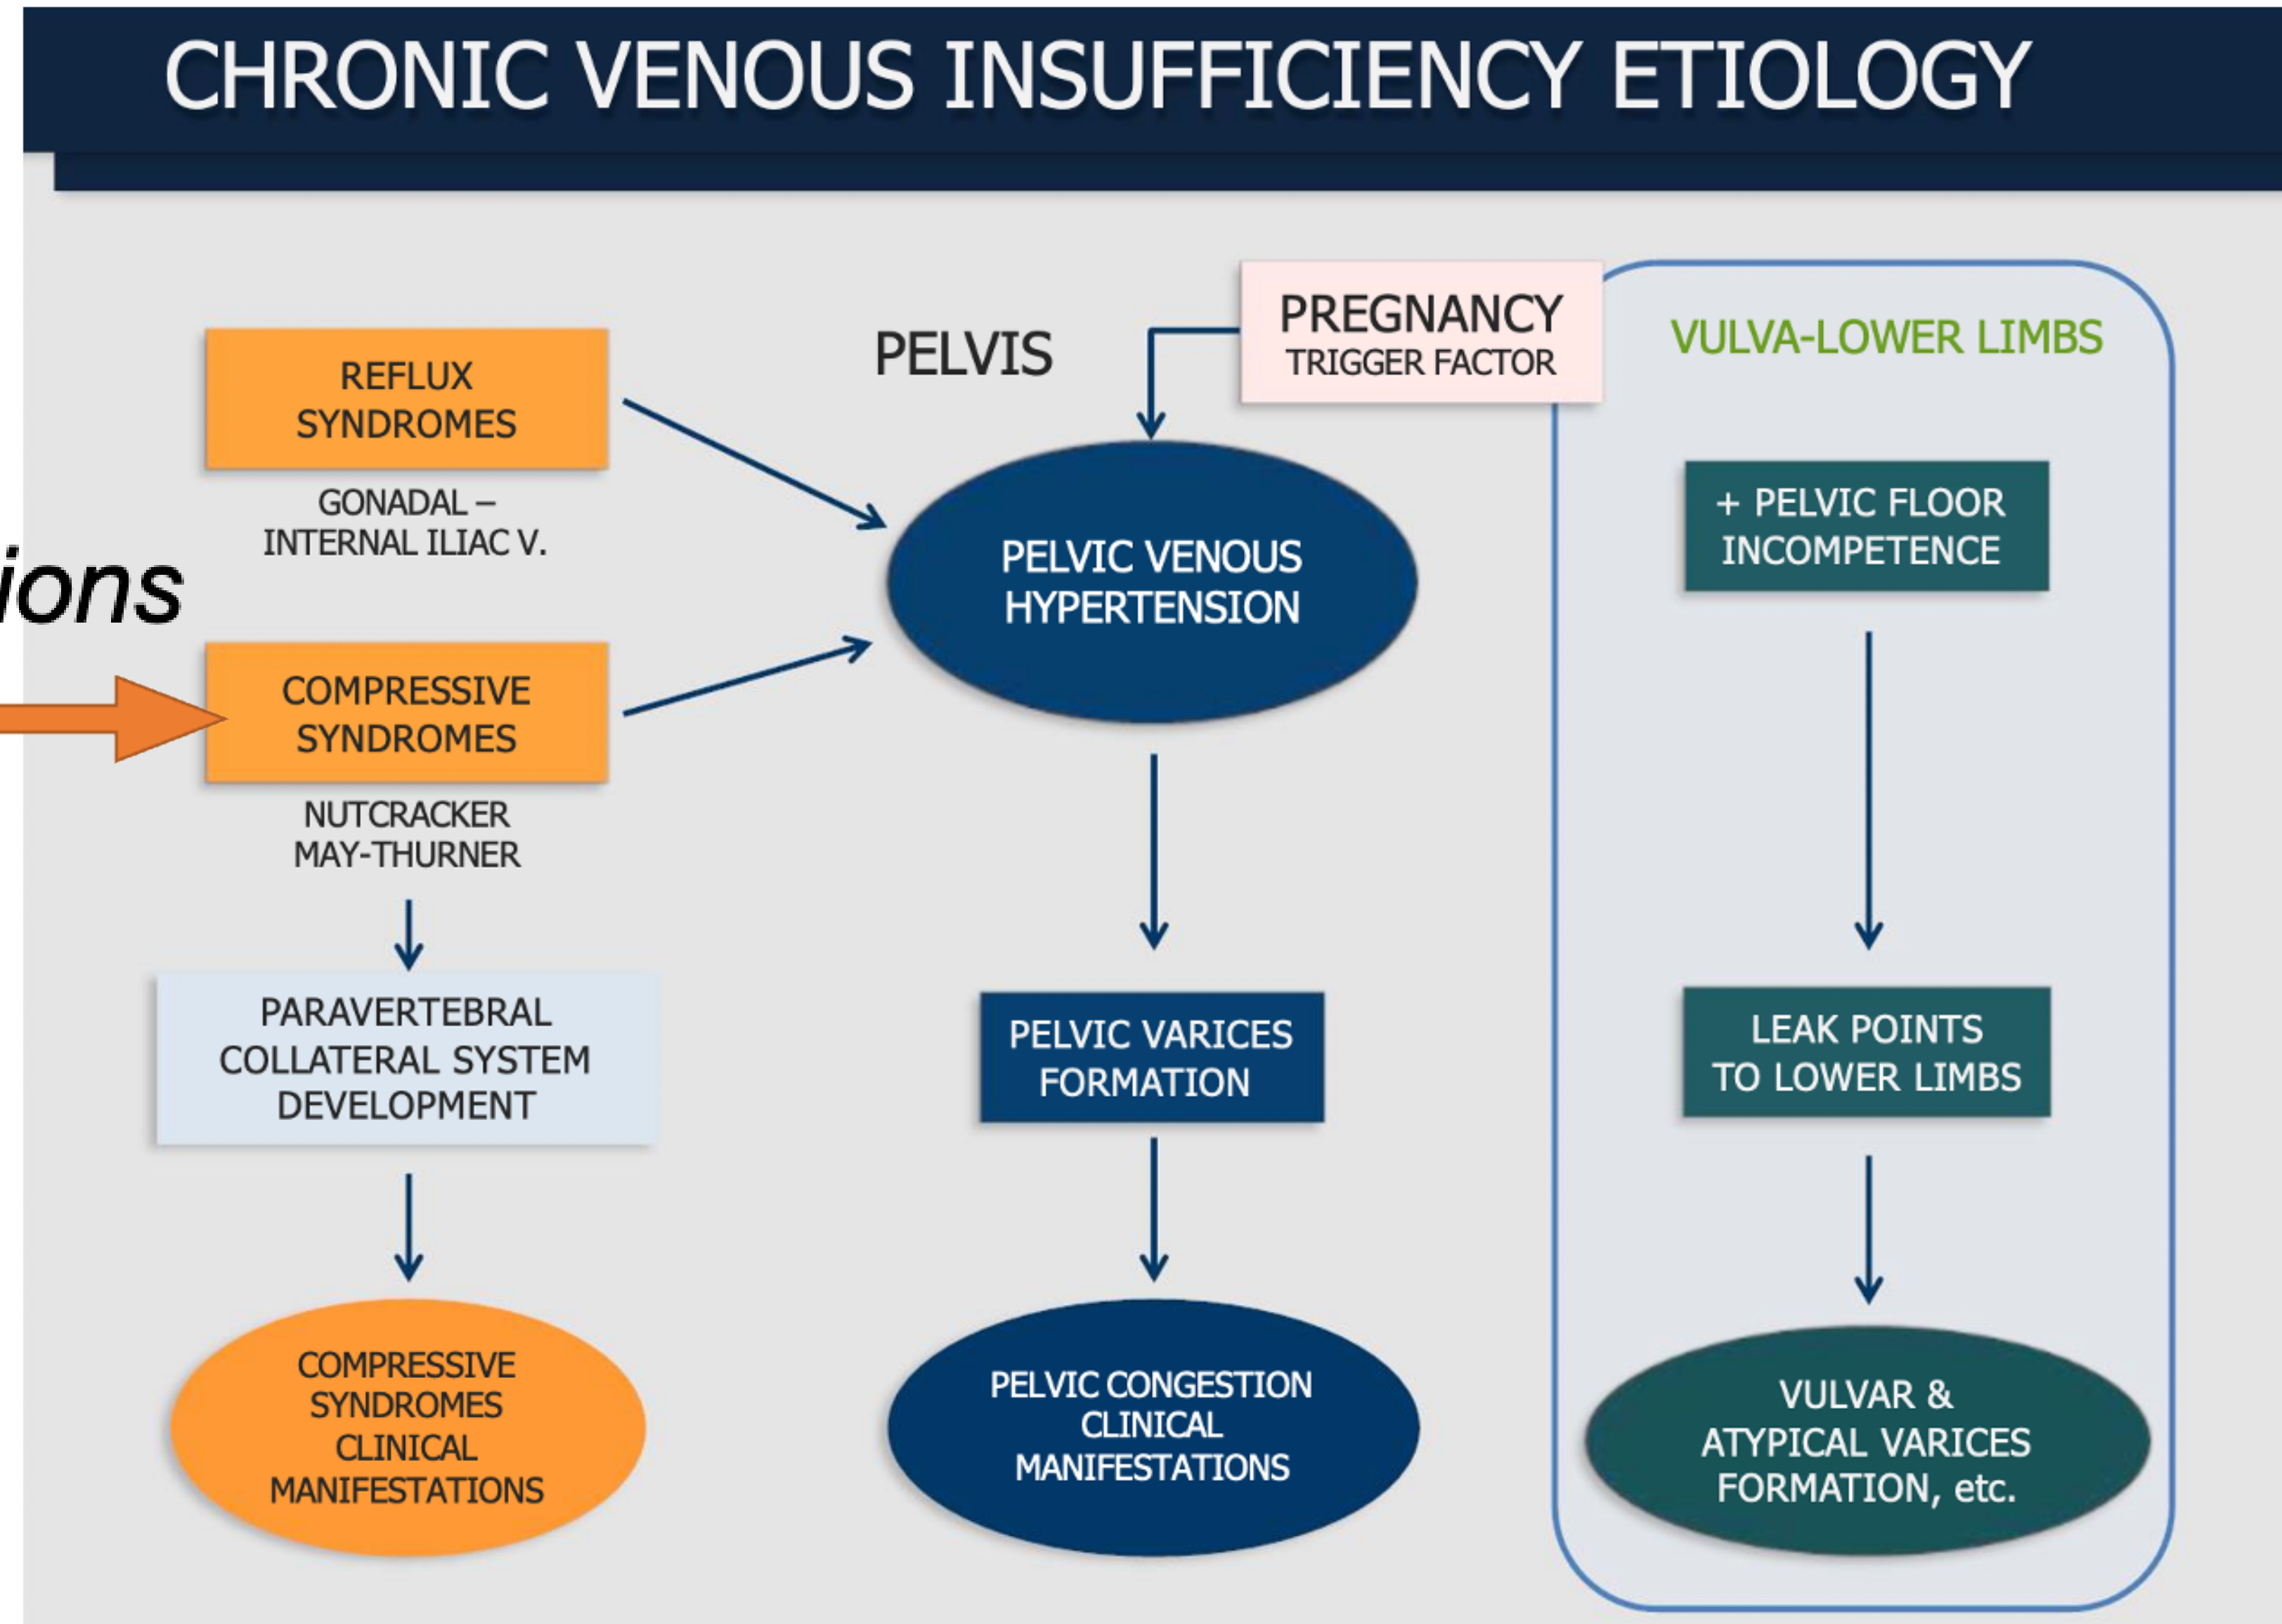 CHRONIC VENOUS INSUFFICIENCY ETIOLOGY
REFLUX
SYNDROMES
GONADAL –
INTERNAL ILIAC V.
ions
COMPRESSIVE
SYNDROMES
NUTCRACKER
MAY-THURNER
PARAVERTEBRAL
COLLATERAL SYSTEM
DEVELOPMENT
COMPRESSIVE
SYNDROMES
CLINICAL
MANIFESTATIONS
PELVIS
PREGNANCY
TRIGGER FACTOR
PELVIC VENOUS
HYPERTENSION
PELVIC VARICES
FORMATION
PELVIC CONGESTION
CLINICAL
MANIFESTATIONS
VULVA-LOWER LIMBS
+ PELVIC FLOOR
INCOMPETENCE
LEAK POINTS
TO LOWER LIMBS
VULVAR &
ATYPICAL VARICES
FORMATION, etc.